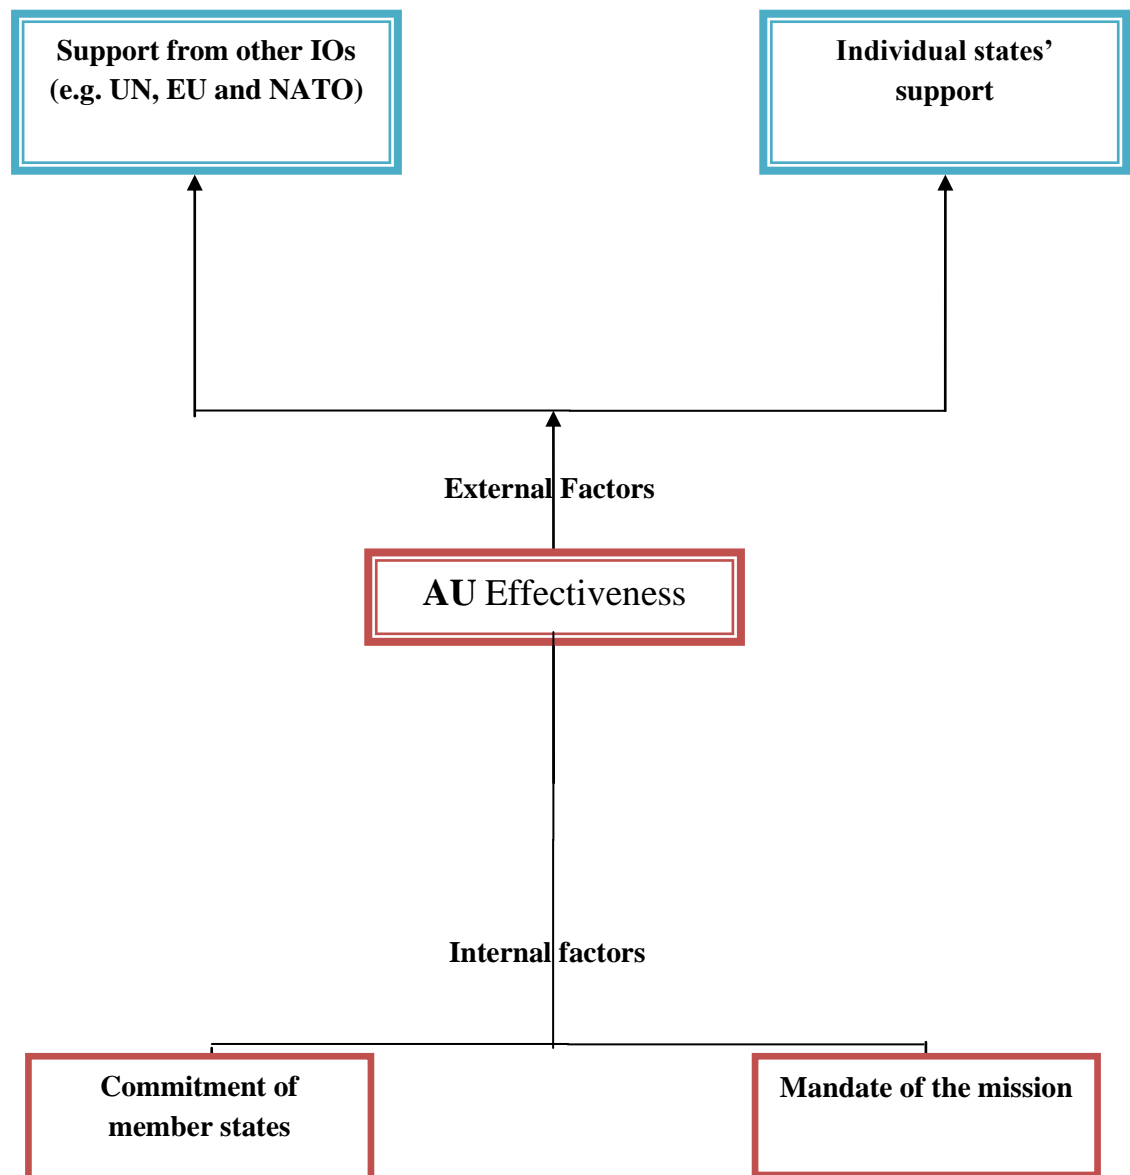 Support from other IOs
(e.g. UN, EU and NATO)
Individual states’
support
External Factors
AU Effectiveness
Internal factors
Commitment of
member states
Mandate of the mission